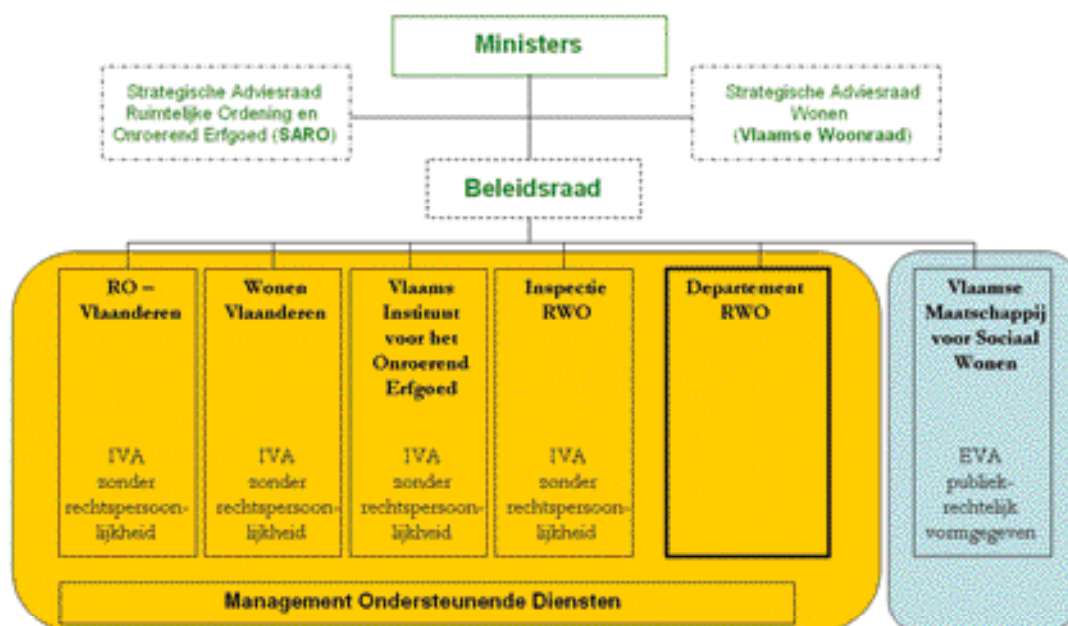 Ministers
Strategische Adviesraad
Ruimtelijke Ordening en
Onroerend Erfgoed (SARO)
Strategische Adviesraad
Wonen
(Vlaamse Woonraad)
Beleidsraad
RO –
Vlaanderen
IVA
zonder
rechtspersoon-
lijkheid
Wonen
Vlaanderen
IVA
zonder
rechtspersoon-
lijkheid
Vlaams
Instituut
voor het
Onroerend
Erfgoed
IVA
zonder
rechtspersoon-
lijkheid
Inspectie
RWO
IVA
zonder
rechtspersoon-
lijkheid
Departement
RWO
Vlaamse
Maatschappij
voor Sociaal
Wonen
EVA
publiek-
rechtelijk
vormgegeven
Management Ondersteunende Diensten